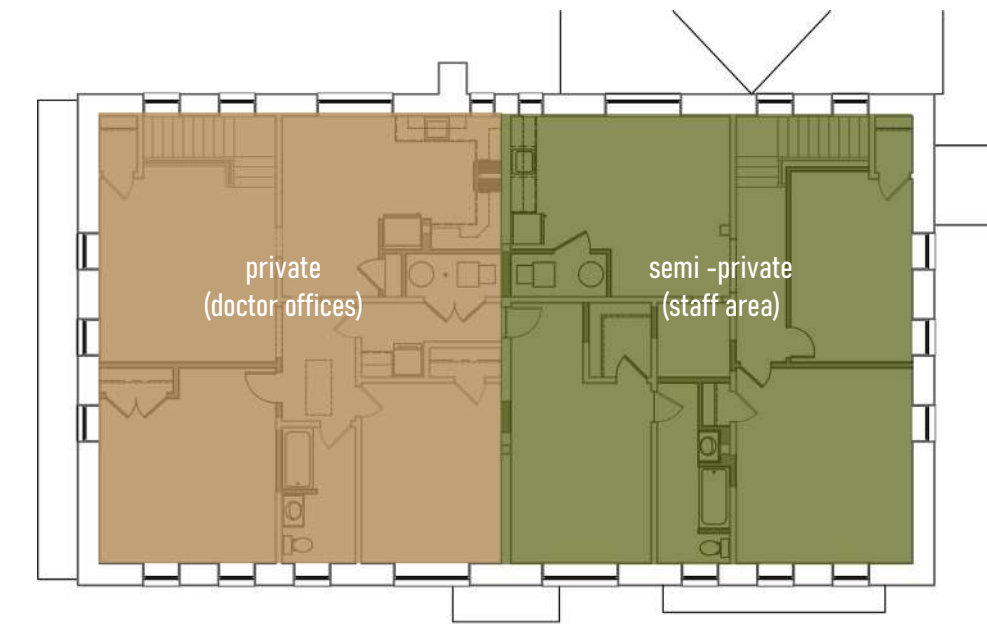 private
(doctor offices)
semi -private
(staff area)